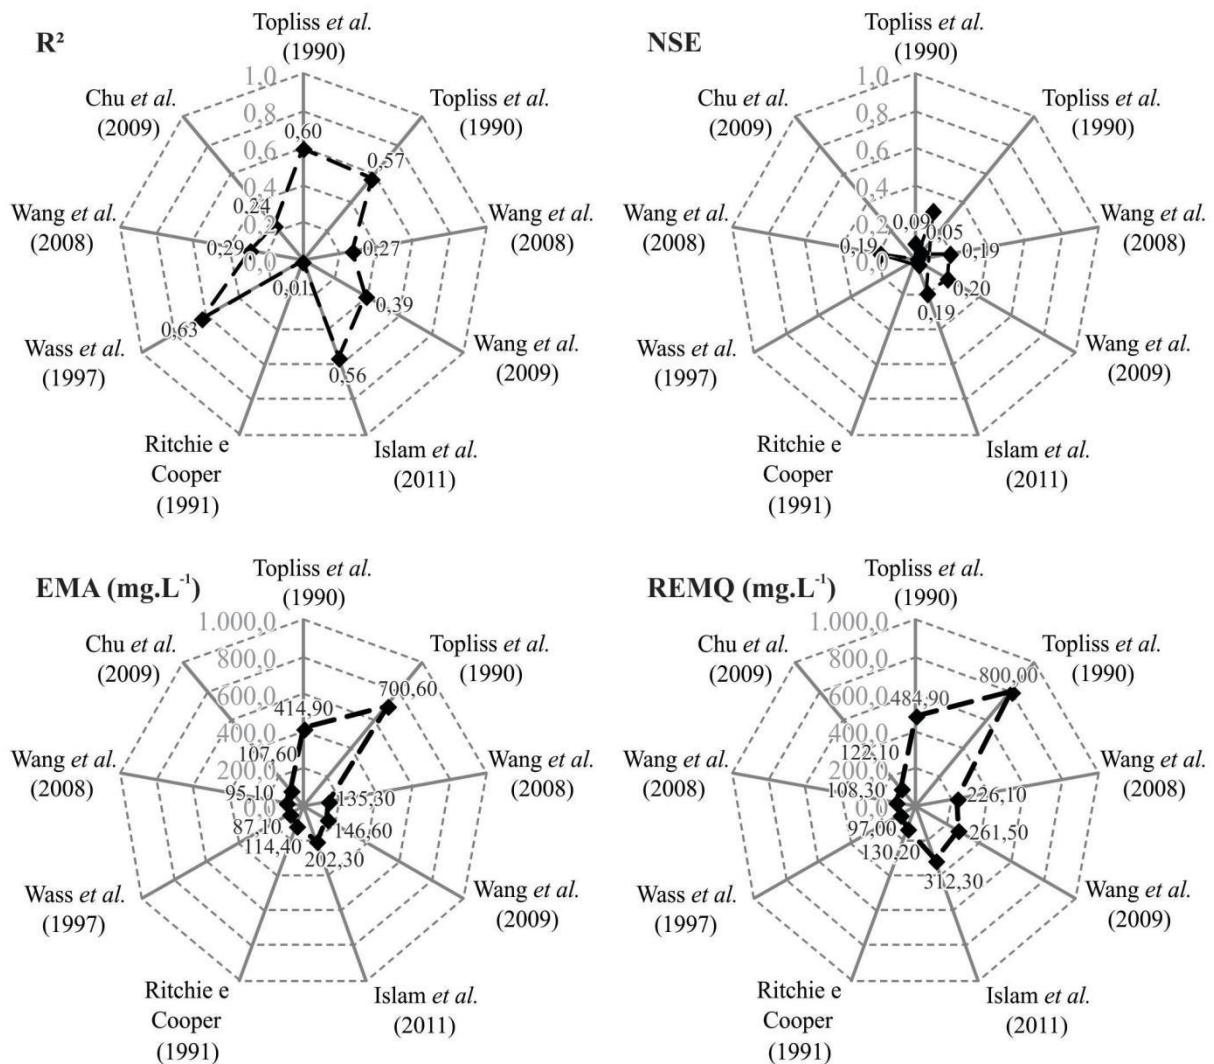 R²
Topliss et al.
(1990)
Topliss et al.
(1990)
Wang et al.
(2008)
Wang et al.
(2009)
Islam et al.
(2011)
Ritchie e
Cooper
(1991)
Wass et al.
(1997)
Wang et al.
(2008)
Chu et al.
(2009)
1,0
0,8
0,6
0,4
0,2
0,0
0,60
0,57
0,27
0,39
0,56
0,01
0,63
0,29
0,24
NSE
Topliss et al.
(1990)
Topliss et al.
(1990)
Wang et al.
(2008)
Wang et al.
(2009)
Islam et al.
(2011)
Ritchie e
Cooper
(1991)
Wass et al.
(1997)
Wang et al.
(2008)
Chu et al.
(2009)
1,0
0,8
0,6
0,4
0,2
0,0
0,09
0,05
0,19
0,20
0,19
0,19
EMA (mg.L⁻¹)
Topliss et al.
(1990)
Topliss et al.
(1990)
Wang et al.
(2008)
Wang et al.
(2009)
Islam et al.
(2011)
Ritchie e
Cooper
(1991)
Wass et al.
(1997)
Wang et al.
(2008)
Chu et al.
(2009)
1.000,0
800,0
600,0
400,0
200,0
0,0
414,90
700,60
135,30
146,60
202,30
114,40
87,10
95,10
107,60
REMQ (mg.L⁻¹)
Topliss et al.
(1990)
Topliss et al.
(1990)
Wang et al.
(2008)
Wang et al.
(2009)
Islam et al.
(2011)
Ritchie e
Cooper
(1991)
Wass et al.
(1997)
Wang et al.
(2008)
Chu et al.
(2009)
1.000,0
800,0
600,0
400,0
200,0
0,0
484,90
800,00
226,10
261,50
312,30
130,20
97,00
108,30
122,10